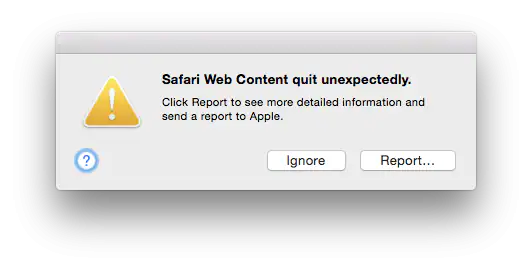 Safari Web Content quit unexpectedly.
Click Report to see more detailed information and
send a report to Apple.
?
Ignore
Report...